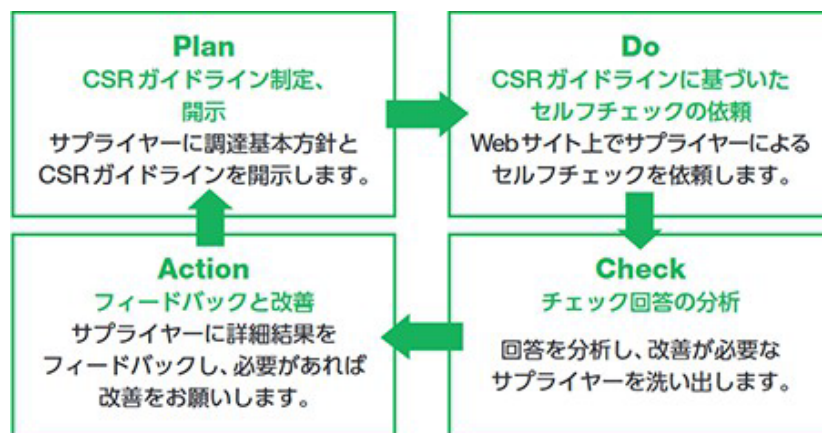 Plan
CSRガイドライン制定、
開示
サプライヤーに調達基本方針と
CSRガイドラインを開示します。
Do
CSRガイドラインに基づいた
セルフチェックの依頼
Webサイト上でサプライヤーによる
セルフチェックを依頼します。
Check
チェック回答の分析
回答を分析し、改善が必要な
サプライヤーを洗い出します。
Action
フィードバックと改善
サプライヤーに詳細結果を
フィードバックし、必要があれば
改善をお願いします。